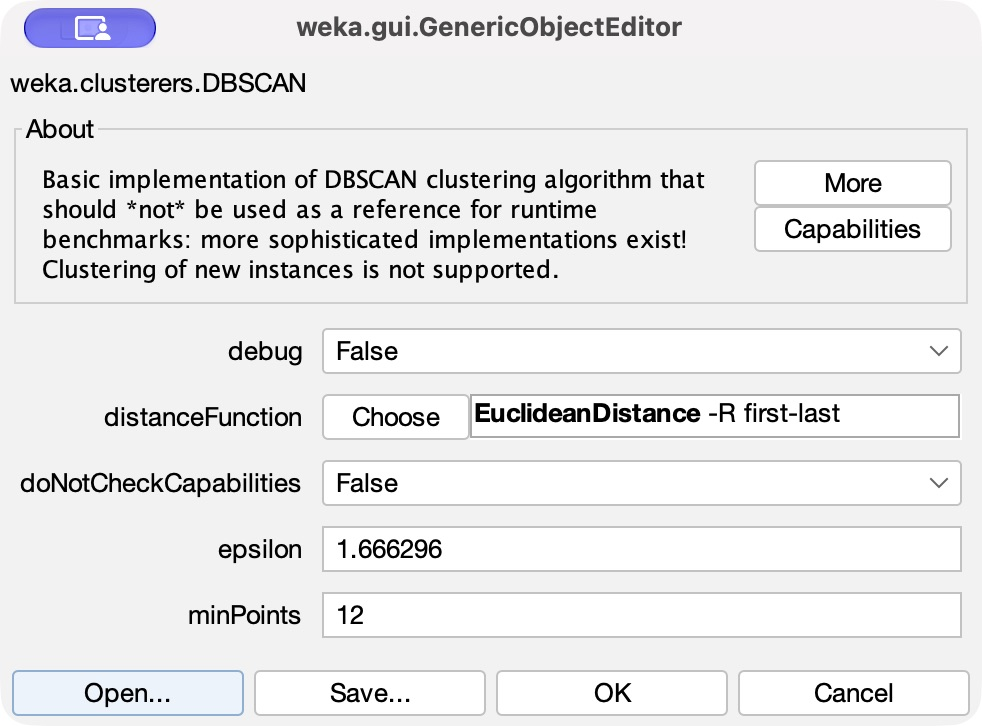 weka.gui.GenericObjectEditor
weka.clusterers.DBSCAN
About
Basic implementation of DBSCAN clustering algorithm that
should *not* be used as a reference for runtime
benchmarks: more sophisticated implementations exist!
Clustering of new instances is not supported.
More
Capabilities
debug False
distanceFunction Choose EuclideanDistance -R first-last
doNotCheckCapabilities False
epsilon 1.666296
minPoints 12
Open... Save... OK Cancel